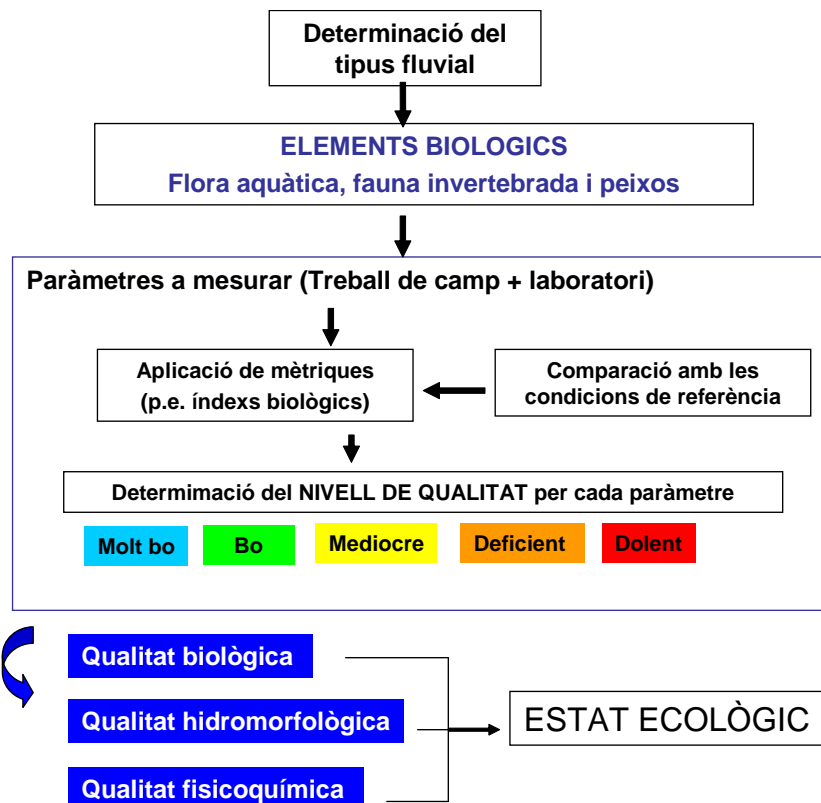 Determinació del
tipus fluvial
ELEMENTS BIOLOGICS
Flora aquàtica, fauna invertebrada i peixos
Paràmetres a mesurar (Treball de camp + laboratori)
Aplicació de mètriques
(p.e. índexs biològics)
Comparació amb les
condicions de referència
Determimació del NIVELL DE QUALITAT per cada paràmetre
Molt bo
Bo
Mediocre
Deficient
Dolent
Qualitat biològica
Qualitat hidromorfològica
Qualitat fisicoquímica
ESTAT ECOLÒGIC